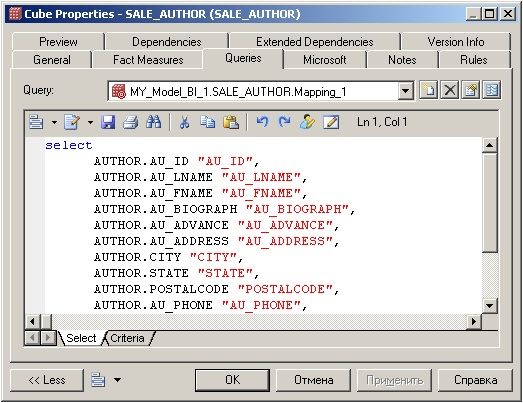 Cube Properties - SALE_AUTHOR (SALE_AUTHOR)
Preview Dependencies Extended Dependencies Version Info
General Fact Measures Queries Microsoft Notes Rules
Query: MY_Model_BI_1.SALE_AUTHOR.Mapping_1
Ln 1, Col 1
select
AUTHOR.AU_ID "AU_ID",
AUTHOR.AU_LNAME "AU_LNAME",
AUTHOR.AU_FNAME "AU_FNAME",
AUTHOR.AU_BIOGRAPH "AU_BIOGRAPH",
AUTHOR.AU_ADVANCE "AU_ADVANCE",
AUTHOR.AU_ADDRESS "AU_ADDRESS",
AUTHOR.CITY "CITY",
AUTHOR.STATE "STATE",
AUTHOR.POSTALCODE "POSTALCODE",
AUTHOR.AU_PHONE "AU_PHONE",
Select Criteria
<< Less OK Отмена Применить Справка